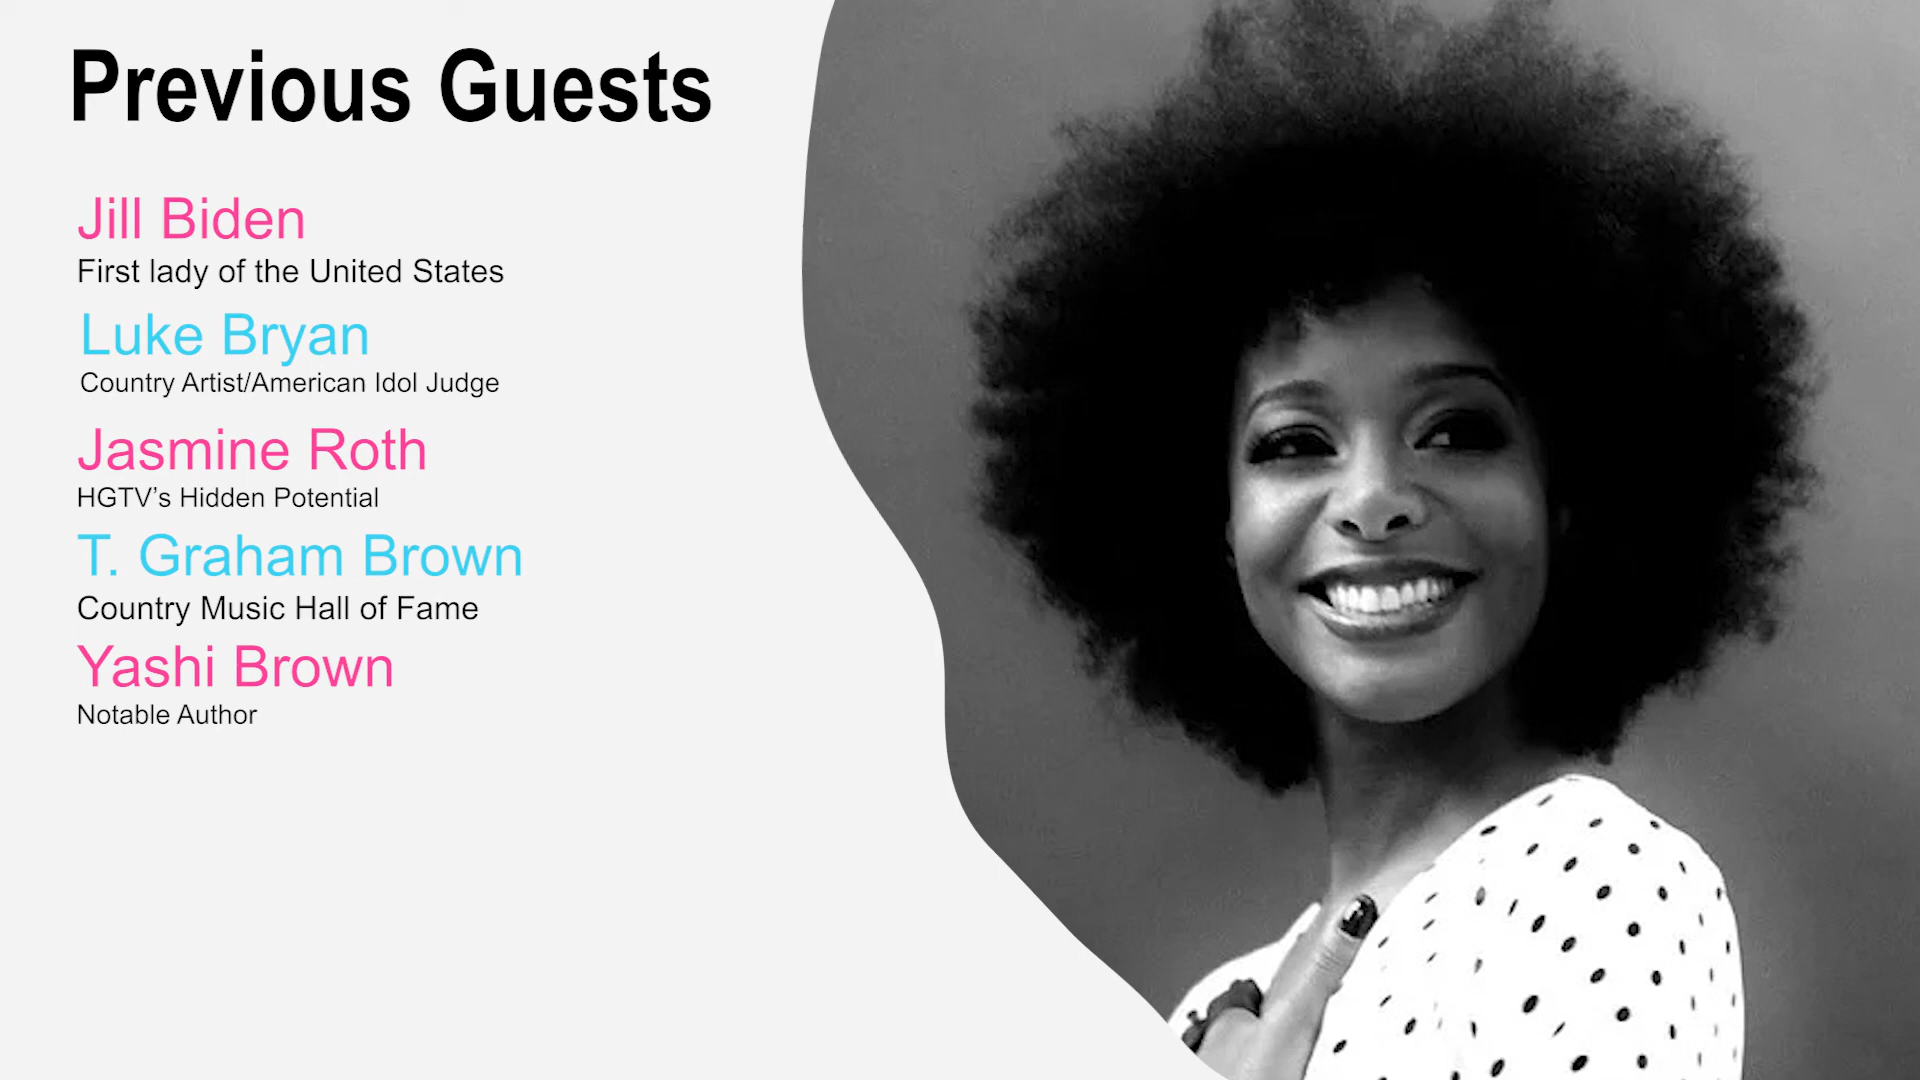 Previous Guests
Jill Biden
First lady of the United States
Luke Bryan
Country Artist/American Idol Judge
Jasmine Roth
HGTV’s Hidden Potential
T. Graham Brown
Country Music Hall of Fame
Yashi Brown
Notable Author